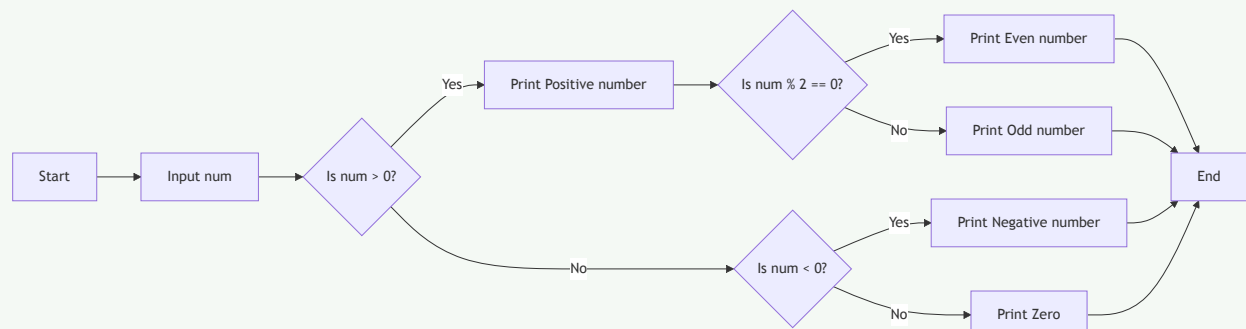 Start
Input num
Is num > 0?
Yes
Print Positive number
Is num % 2 == 0?
Yes
Print Even number
No
Print Odd number
No
Is num < 0?
Yes
Print Negative number
No
Print Zero
End